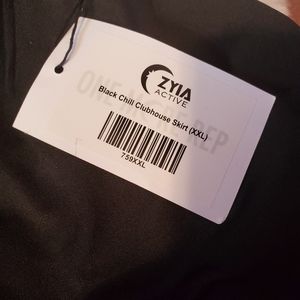 ZYIA
ACTIVE
Black Chill Clubhouse Skirt (XXL)
759XXL